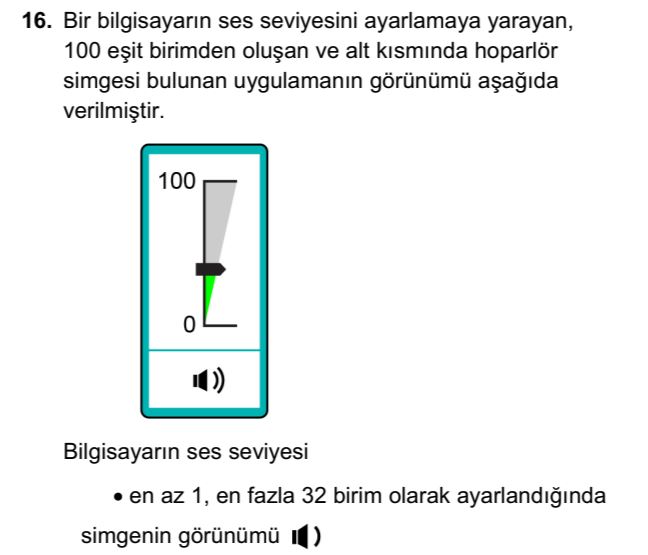 16. Bir bilgisayarın ses seviyesini ayarlamaya yarayan,
100 eşit birimden oluşan ve alt kısmında hoparlör
simgesi bulunan uygulamanın görünümü aşağıda
verilmiştir.
100
0
Bilgisayarın ses seviyesi
• en az 1, en fazla 32 birim olarak ayarlandığında
simgenin görünümü